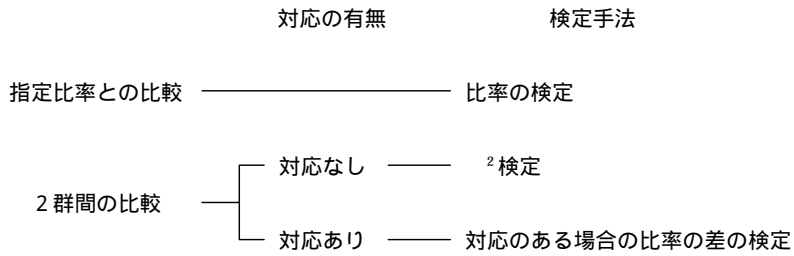 対応の有無 検定手法
指定比率との比較 比率の検定
対応なし ²検定
2群間の比較
対応あり 対応のある場合の比率の差の検定